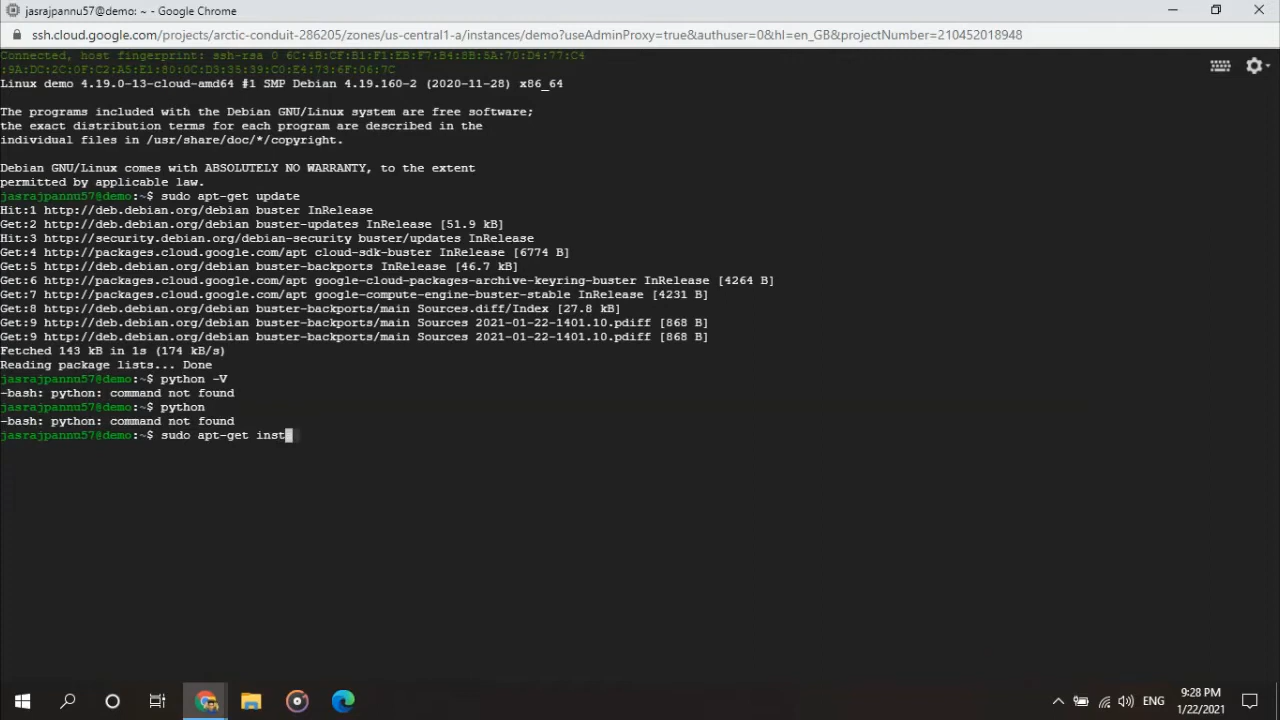 jasrajpannu57@demo: ~ - Google Chrome
ssh.cloud.google.com/projects/arctic-conduit-286205/zones/us-central1-a/instances/demo?useAdminProxy=true&authuser=0&hl=en_GB&projectNumber=210452018948
Connected, host fingerprint: ssh-rsa 0 6C:4B:CF:B1:F1:EB:F7:B4:8B:5A:70:D4:77:C4
:9A:DC:2C:0F:C2:A5:E1:80:0C:D3:35:39:C0:E4:73:6F:06:7C
Linux demo 4.19.0-13-cloud-amd64 #1 SMP Debian 4.19.160-2 (2020-11-28) x86_64
The programs included with the Debian GNU/Linux system are free software;
the exact distribution terms for each program are described in the
individual files in /usr/share/doc/*/copyright.
Debian GNU/Linux comes with ABSOLUTELY NO WARRANTY, to the extent
permitted by applicable law.
jasrajpannu57@demo:~$ sudo apt-get update
Hit:1 http://deb.debian.org/debian buster InRelease
Get:2 http://deb.debian.org/debian buster-updates InRelease [51.9 kB]
Hit:3 http://security.debian.org/debian-security buster/updates InRelease
Get:4 http://packages.cloud.google.com/apt cloud-sdk-buster InRelease [6774 B]
Get:5 http://deb.debian.org/debian buster-backports InRelease [46.7 kB]
Get:6 http://packages.cloud.google.com/apt google-cloud-packages-archive-keyring-buster InRelease [4264 B]
Get:7 http://packages.cloud.google.com/apt google-compute-engine-buster-stable InRelease [4231 B]
Get:8 http://deb.debian.org/debian buster-backports/main Sources.diff/Index [27.8 kB]
Get:9 http://deb.debian.org/debian buster-backports/main Sources 2021-01-22-1401.10.pdiff [868 B]
Get:9 http://deb.debian.org/debian buster-backports/main Sources 2021-01-22-1401.10.pdiff [868 B]
Fetched 143 kB in 1s (174 kB/s)
Reading package lists... Done
jasrajpannu57@demo:~$ python -V
-bash: python: command not found
jasrajpannu57@demo:~$ python
-bash: python: command not found
jasrajpannu57@demo:~$ sudo apt-get inst
ENG
9:28 PM
1/22/2021